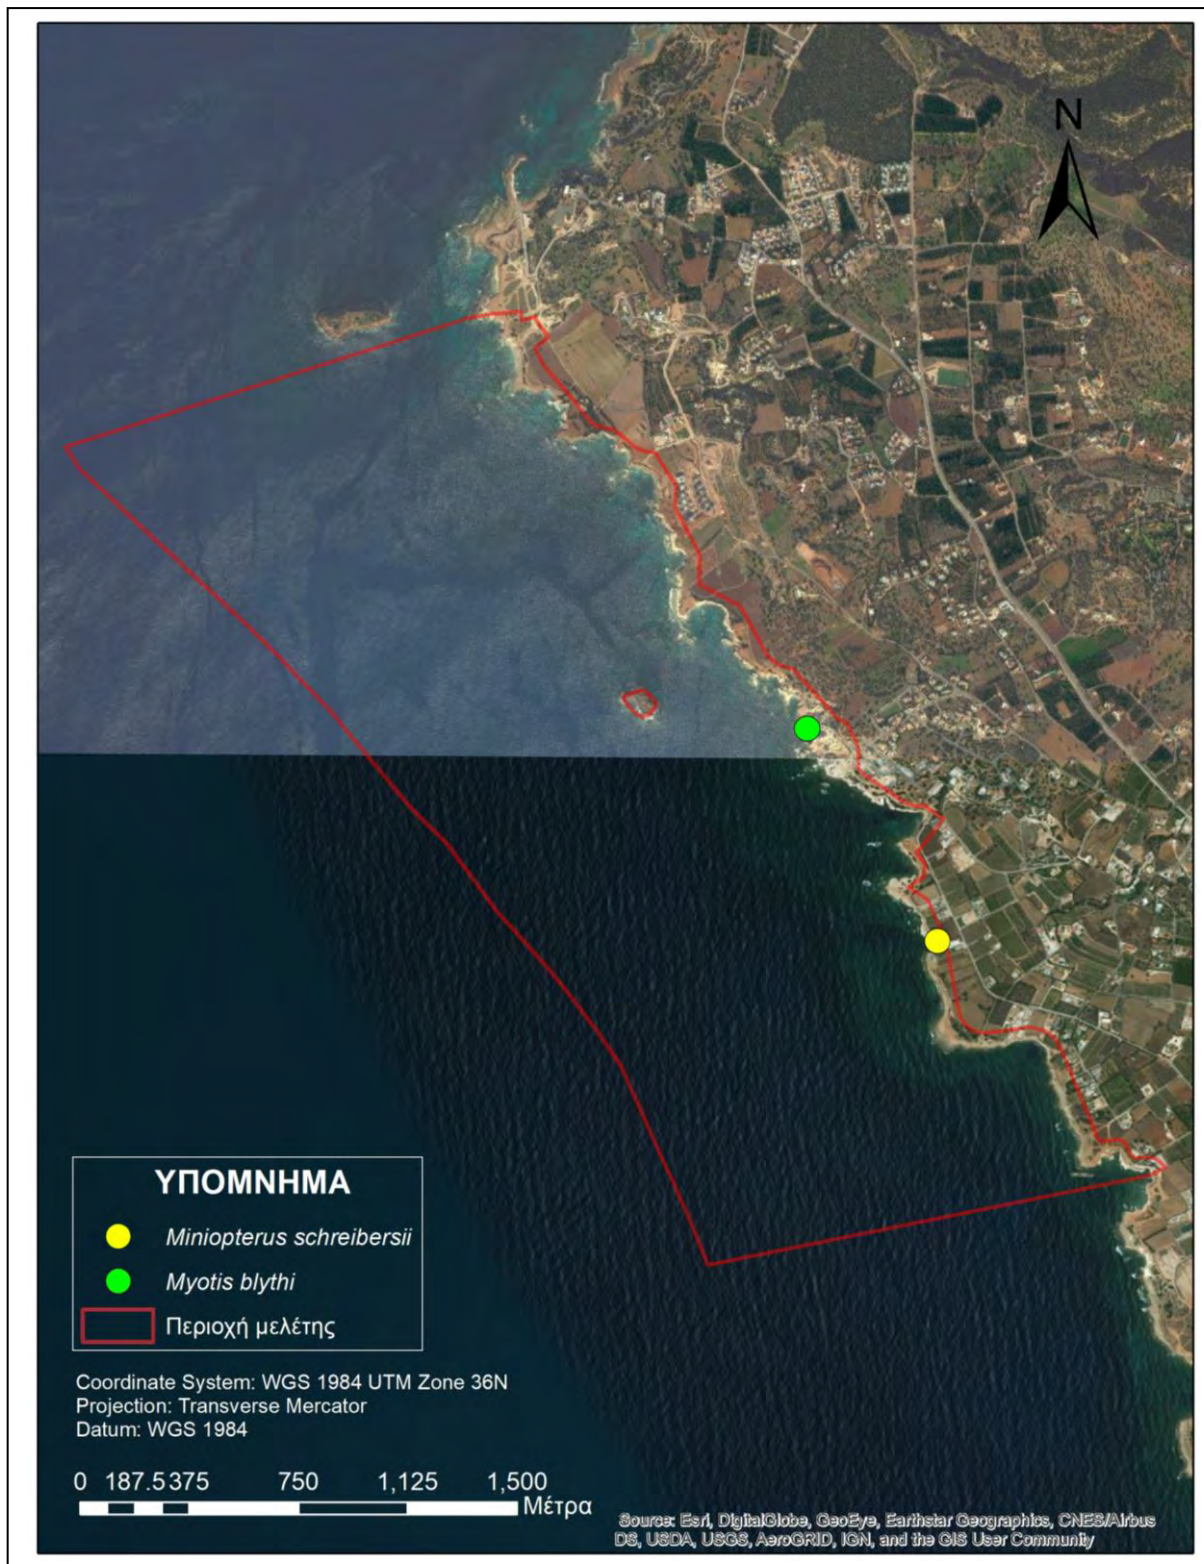 N
ΥΠΟΜΝΗΜΑ
Miniopterus schreibersii
Myotis blythi
Περιοχή μελέτης
Coordinate System: WGS 1984 UTM Zone 36N
Projection: Transverse Mercator
Datum: WGS 1984
0 187.5 375 750 1,125 1,500
Μέτρα
Source: Esri, DigitalGlobe, GeoEye, Earthstar Geographics, CNES/Airbus
DS, USDA, USGS, AeroGRID, IGN, and the GIS User Community